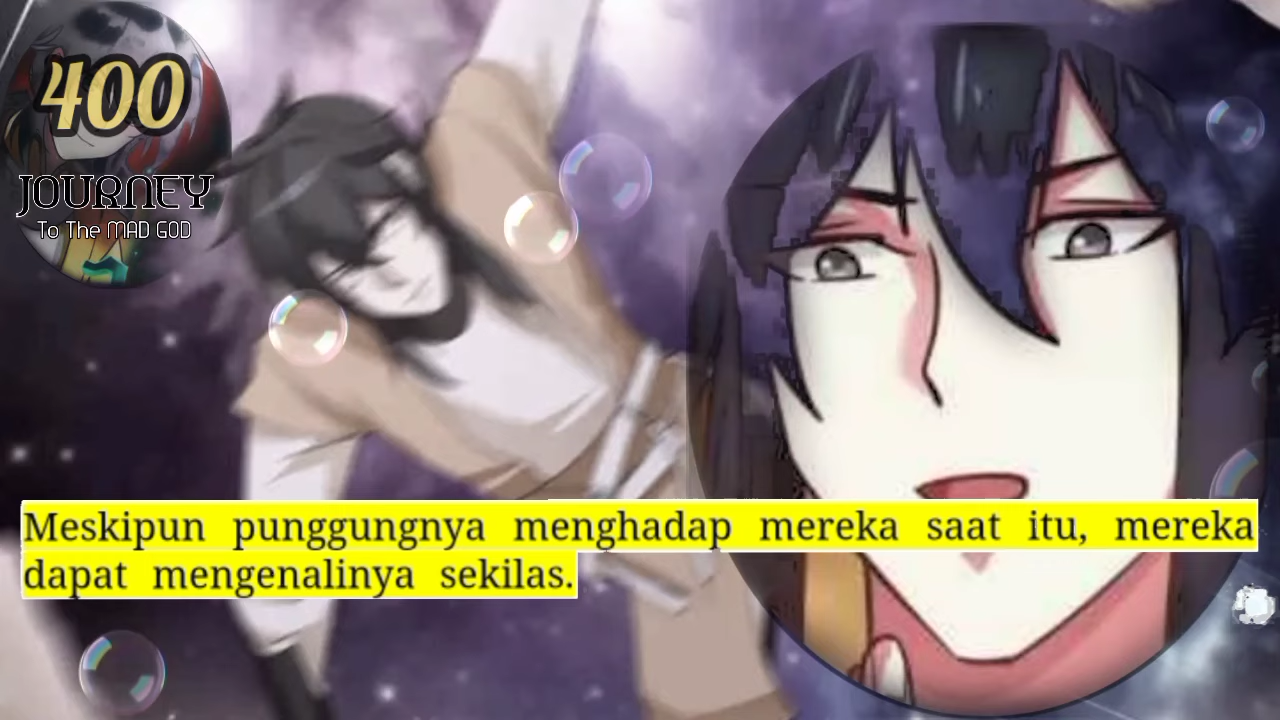 400
JOURNEY
To The MAD GOD
Meskipun punggungnya menghadap mereka saat itu, mereka
dapat mengenalinya sekilas.